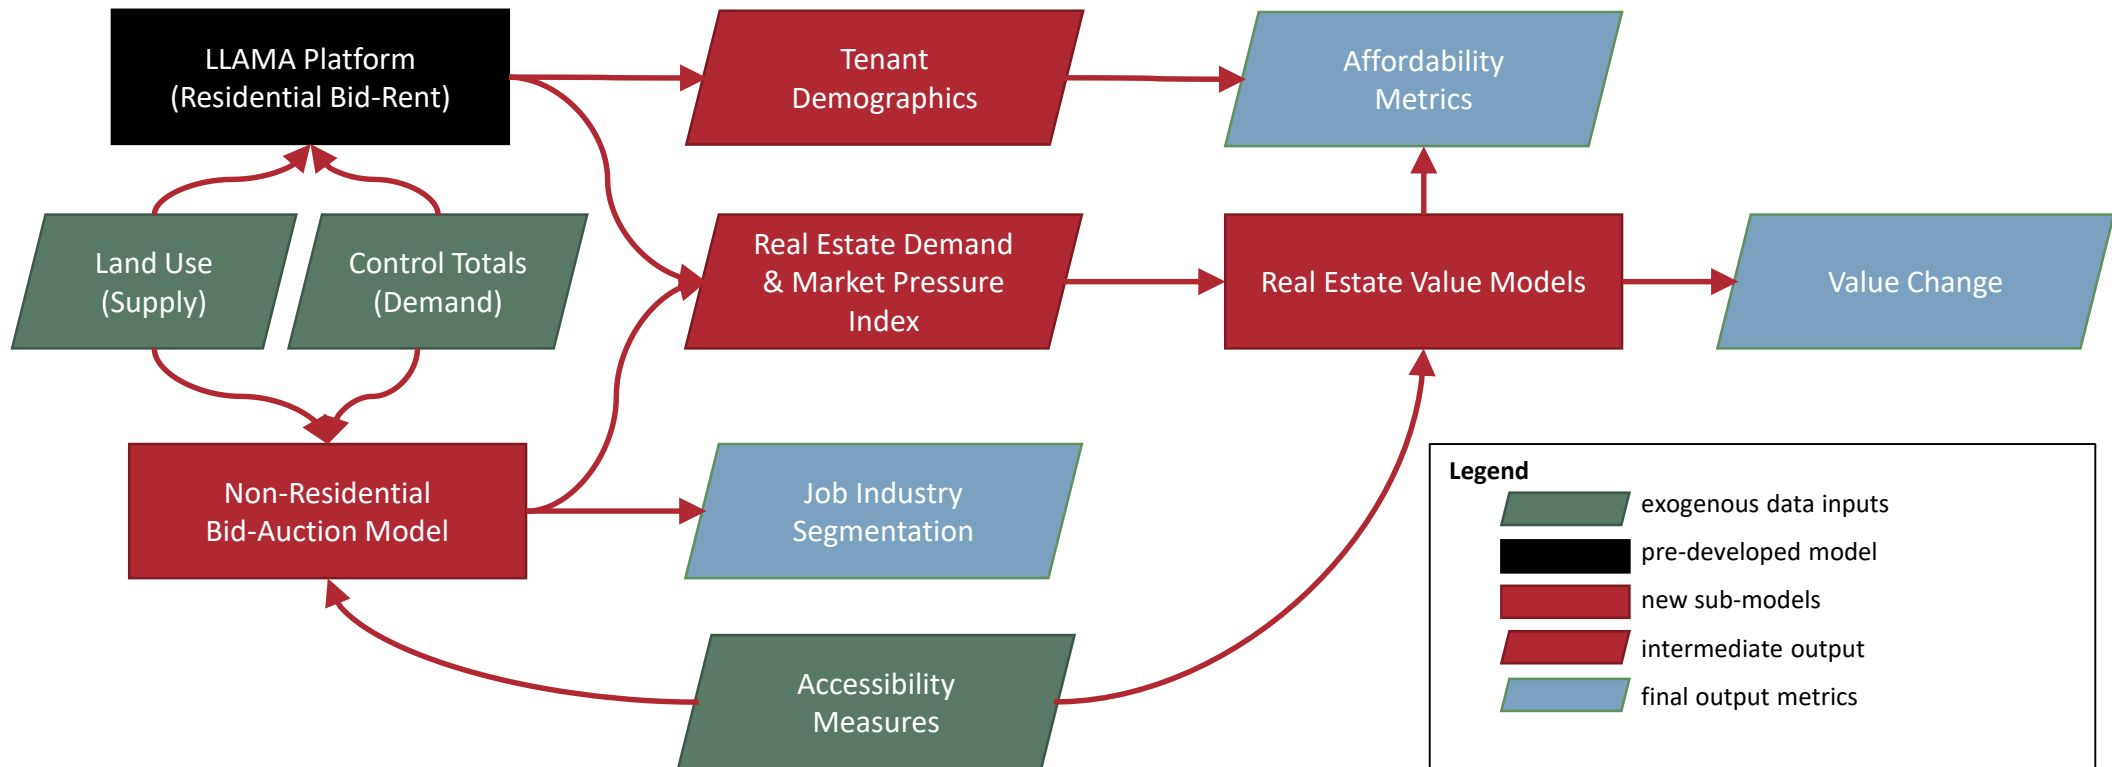 LLAMA Platform
(Residential Bid-Rent)
Tenant
Demographics
Affordability
Metrics
Land Use
(Supply)
Control Totals
(Demand)
Real Estate Demand
& Market Pressure
Index
Real Estate Value Models
Value Change
Non-Residential
Bid-Auction Model
Job Industry
Segmentation
Accessibility
Measures
Legend
exogenous data inputs
pre-developed model
new sub-models
intermediate output
final output metrics